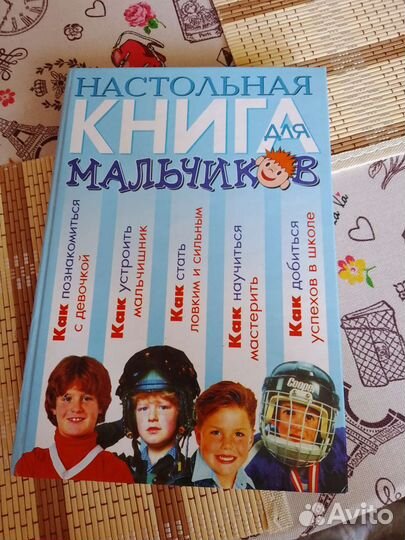 НАСТОЛЬНАЯ
КНИГА
ДЛЯ
МАЛЬЧИКОВ
Как познакомиться
с девочкой
Как устроить
мальчишник
Как стать
ловким и сильным
Как научиться
мастерить
Как добиться
успехов в школе
Cooper
Avito